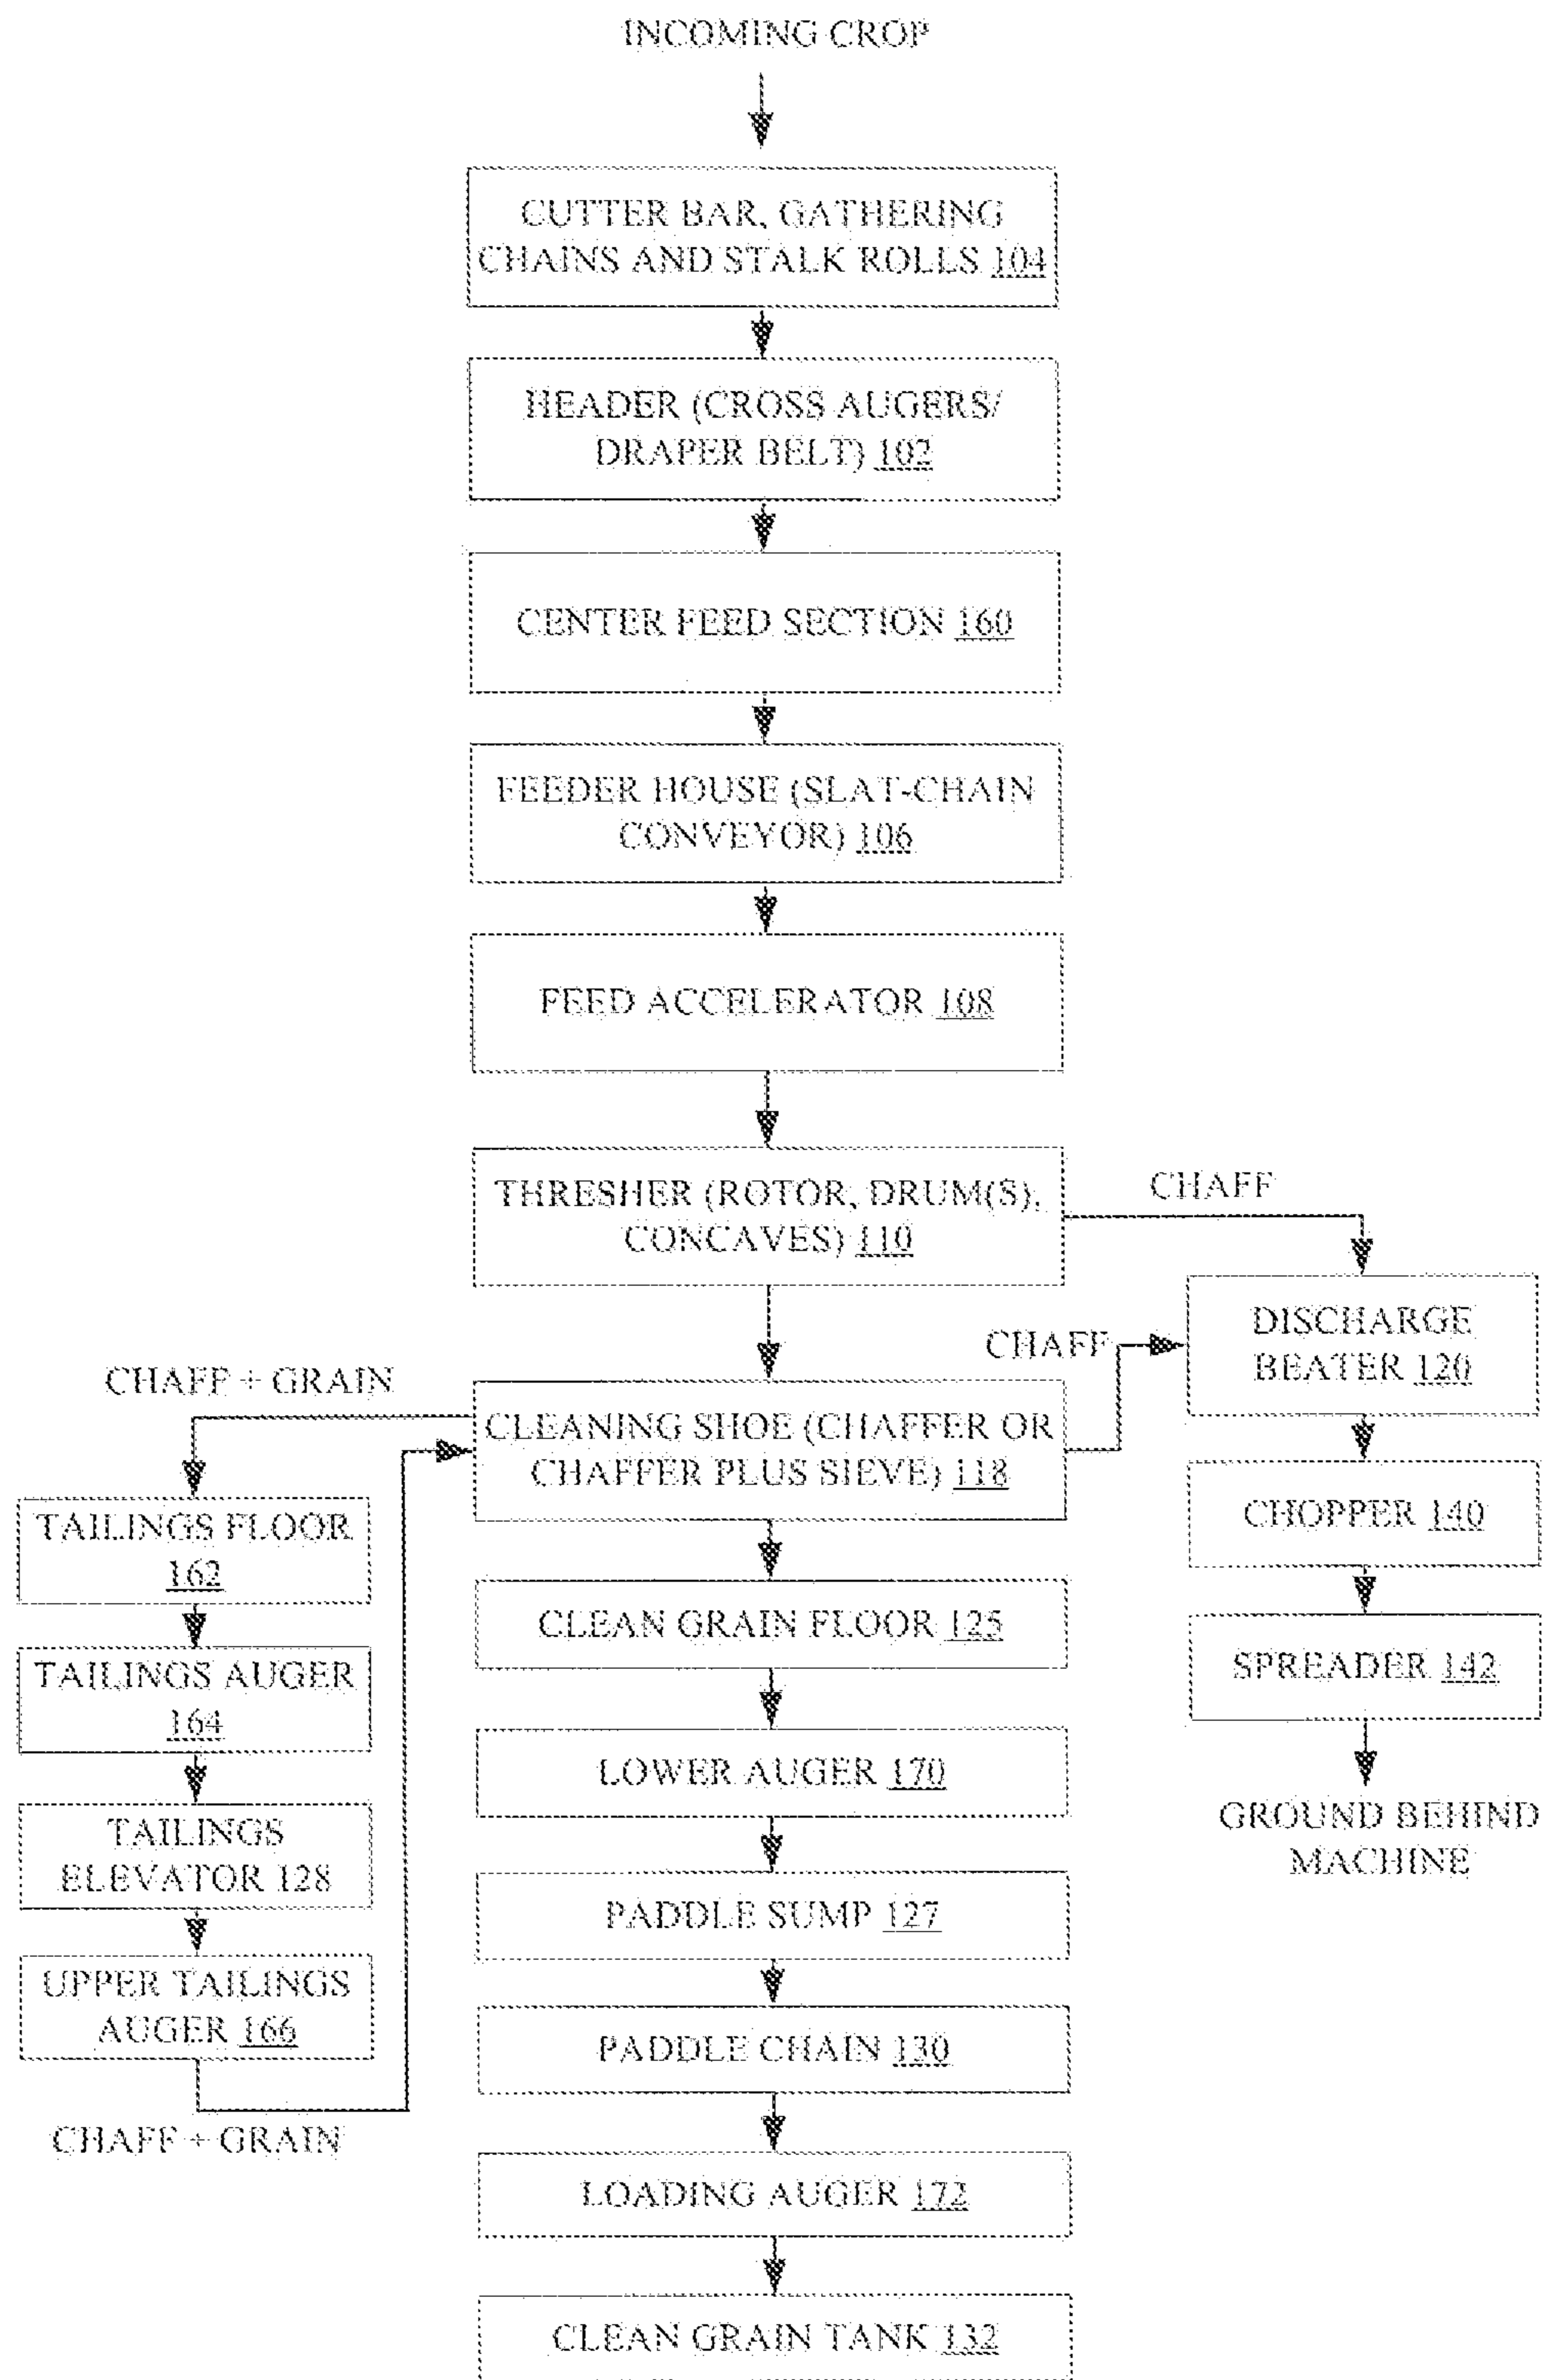 INCOMING CROP
CUTTER BAR, GATHERING
CHAINS AND STALK ROLLS 104
HEADER (CROSS AUGERS/
DRAPER BELT) 102
CENTER FEED SECTION 160
FEEDER HOUSE (SLAT-CHAIN
CONVEYOR) 106
FEED ACCELERATOR 108
THRESHER (ROTOR, DRUM(S),
CONCAVES) 110
CHAFF
DISCHARGE
BEATER 120
CHAFF
CHAFF + GRAIN
CLEANING SHOE (CHAFFER OR
CHAFFER PLUS SIEVE) 118
CHOPPER 140
SPREADER 142
GROUND BEHIND
MACHINE
TAILINGS FLOOR
162
TAILINGS AUGER
164
TAILINGS
ELEVATOR 128
UPPER TAILINGS
AUGER 166
CHAFF + GRAIN
CLEAN GRAIN FLOOR 125
LOWER AUGER 170
PADDLE SUMP 127
PADDLE CHAIN 130
LOADING AUGER 172
CLEAN GRAIN TANK 132